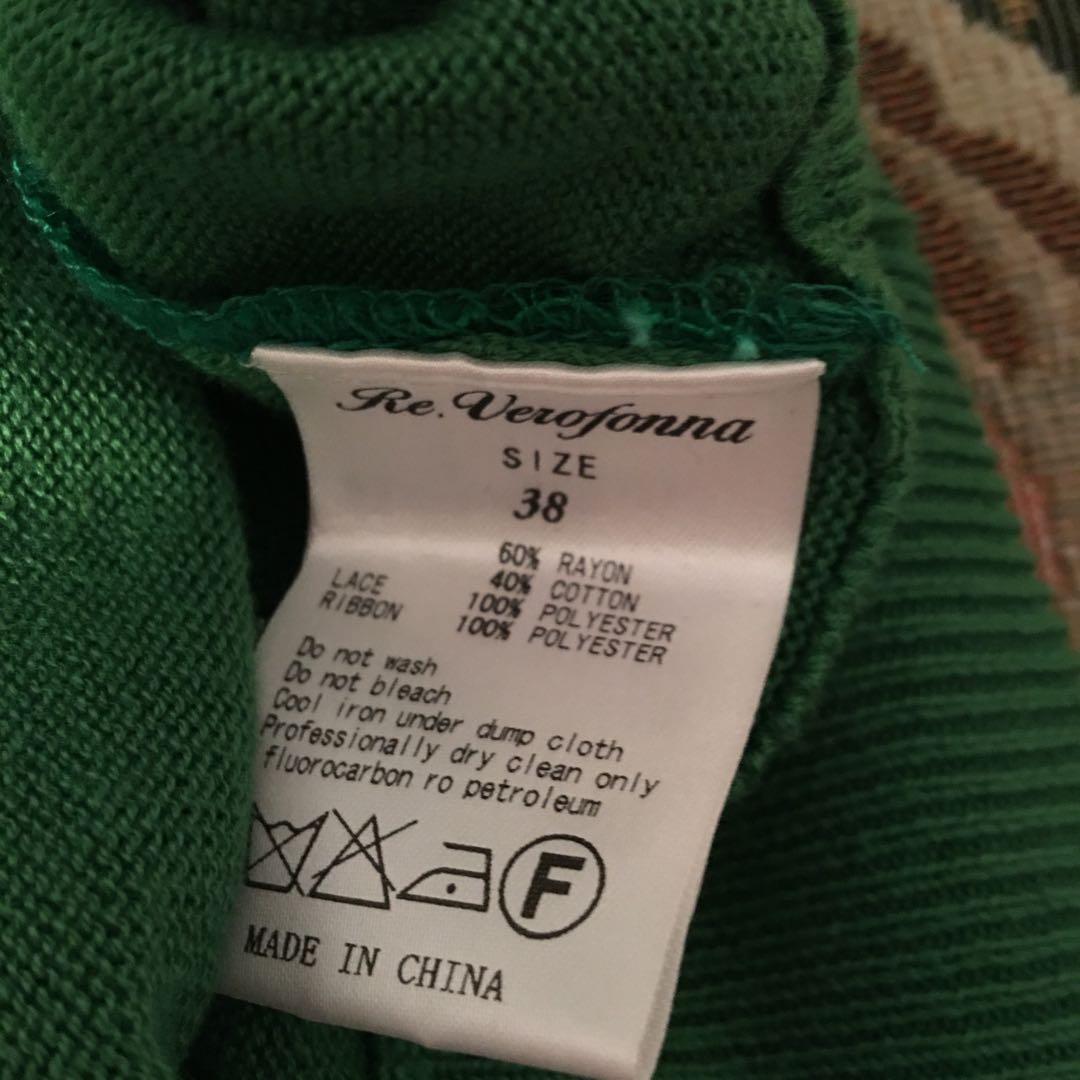 Re.Verofonna
SIZE
38
60% RAYON
40% COTTON
LACE 100% POLYESTER
RIBBON 100% POLYESTER
Do not wash
Do not bleach
Cool iron under dump cloth
Professionally dry clean only
fluorocarbon ro petroleum
F
MADE IN CHINA